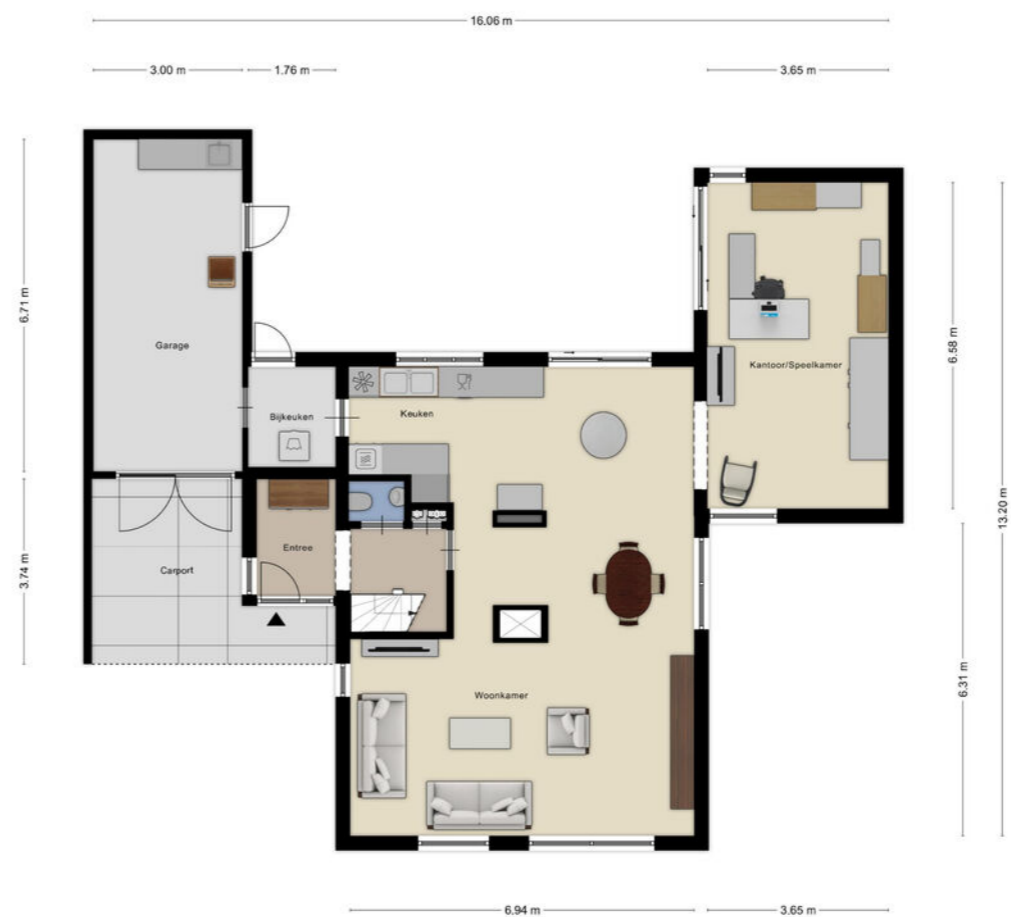 16.06 m
3.00 m
1.76 m
3.65 m
6.71 m
Garage
6.58 m
Kantoor/Speelkamer
Bijkeuken
Keuken
13.20 m
Entree
Carport
3.74 m
6.31 m
Woonkamer
6.94 m
3.65 m